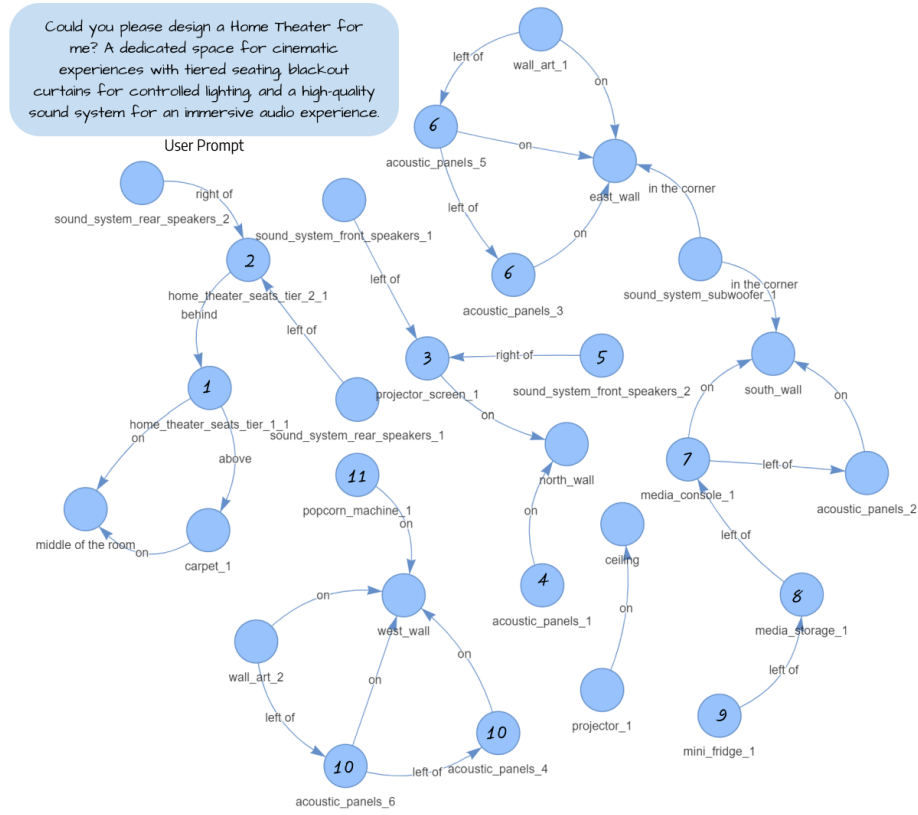 Could you please design a Home Theater for
me? A dedicated space for cinematic
experiences with tiered seating, blackout
curtains for controlled lighting, and a high-quality
sound system for an immersive audio experience.
User Prompt
wall_art_1
left of
on
6
acoustic_panels_5
on
east_wall
left of
on
6
acoustic_panels_3
in the corner
sound_system_subwoofer_1
in the corner
south_wall
sound_system_rear_speakers_2
right of
2
home_theater_seats_tier_2_1
behind
left of
sound_system_rear_speakers_1
1
home_theater_seats_tier_1_1
on
above
middle of the room
on
carpet_1
sound_system_front_speakers_1
left of
3
projector_screen_1
right of
5
sound_system_front_speakers_2
on
north_wall
on
4
acoustic_panels_1
on
on
7
media_console_1
left of
acoustic_panels_2
left of
8
media_storage_1
left of
9
mini_fridge_1
ceiling
on
projector_1
11
popcorn_machine_1
on
west_wall
on
wall_art_2
left of
on
on
10
acoustic_panels_6
left of
10
acoustic_panels_4